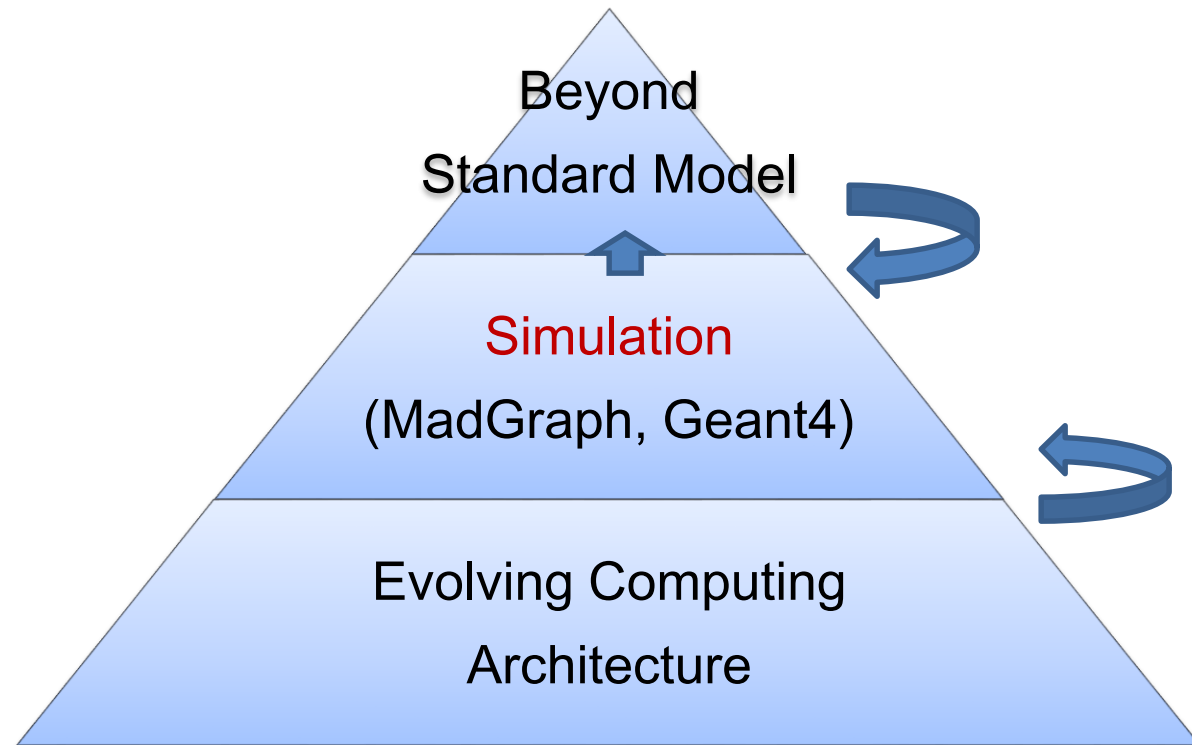 Beyond
Standard Model
Simulation
(MadGraph, Geant4)
Evolving Computing
Architecture